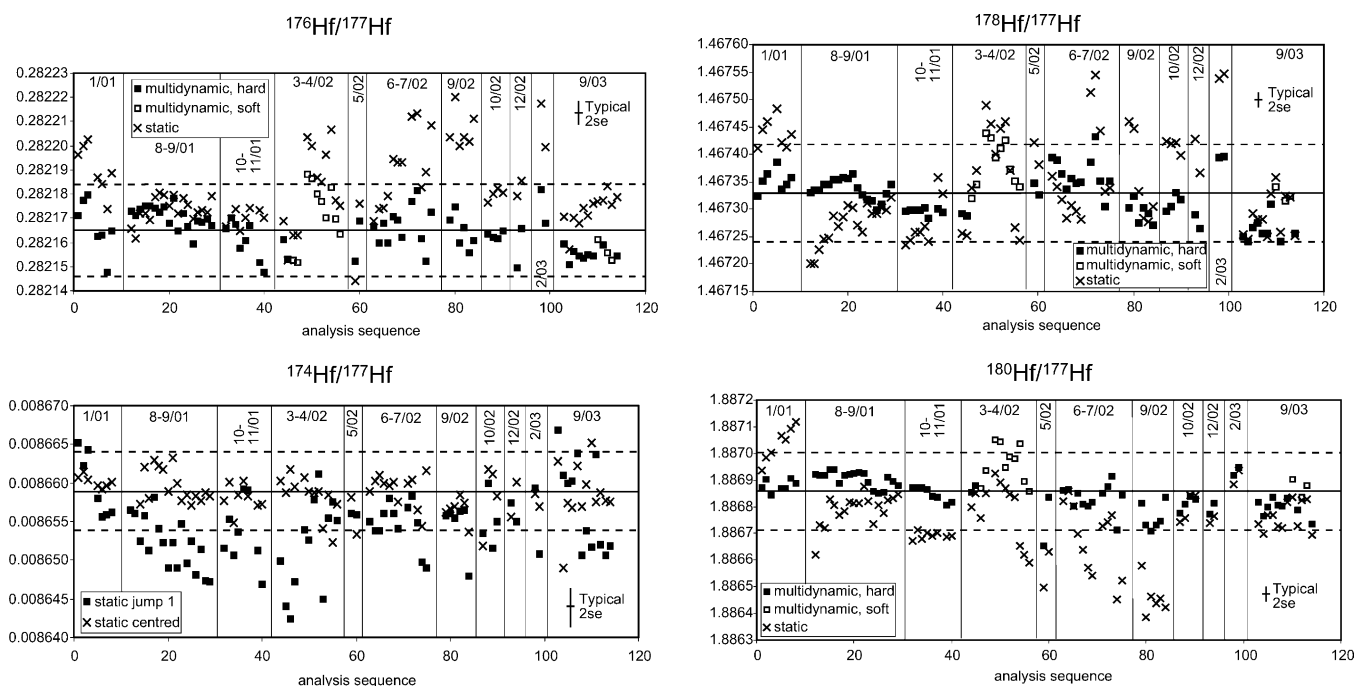 176Hf/177Hf
0.28223
0.28222
0.28221
0.28220
0.28219
0.28218
0.28217
0.28216
0.28215
0.28214
1/01
multidynamic, hard
multidynamic, soft
static
8-9/01
10-
11/01
3-4/02
5/02
6-7/02
9/02
10/02
12/02
2/03
9/03
Typical
2se
0 20 40 60 80 100 120
analysis sequence
178Hf/177Hf
1.46760
1.46755
1.46750
1.46745
1.46740
1.46735
1.46730
1.46725
1.46720
1.46715
1/01
8-9/01
10-
11/01
3-4/02
5/02
6-7/02
9/02
10/02
12/02
2/03
9/03
Typical
2se
multidynamic, hard
multidynamic, soft
static
0 20 40 60 80 100 120
analysis sequence
174Hf/177Hf
0.008670
0.008665
0.008660
0.008655
0.008650
0.008645
0.008640
1/01
8-9/01
10-
11/01
3-4/02
5/02
6-7/02
9/02
10/02
12/02
2/03
9/03
static jump 1
static centred
Typical
2se
0 20 40 60 80 100 120
analysis sequence
180Hf/177Hf
1.8872
1.8871
1.8870
1.8869
1.8868
1.8867
1.8866
1.8865
1.8864
1.8863
1/01
8-9/01
10-
11/01
3-4/02
5/02
6-7/02
9/02
10/02
12/02
2/03
9/03
multidynamic, hard
multidynamic, soft
static
Typical
2se
0 20 40 60 80 100 120
analysis sequence